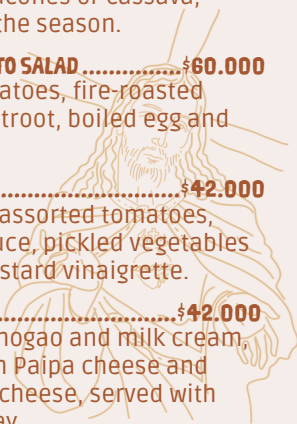 the season.
TO SALAD ............... $60.000
atoes, fire-roasted
troot, boiled egg and
............................ $42.000
assorted tomatoes,
uce, pickled vegetables
stard vinaigrette.
............................ $42.000
nogao and milk cream,
n Paipa cheese and
cheese, served with